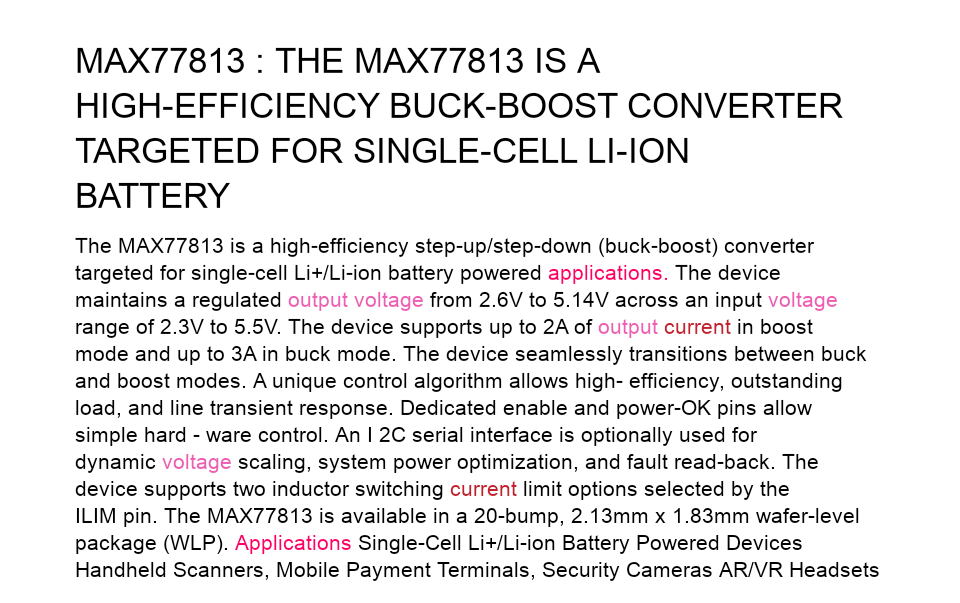 MAX77813 : THE MAX77813 IS A
HIGH-EFFICIENCY BUCK-BOOST CONVERTER
TARGETED FOR SINGLE-CELL LI-ION
BATTERY
The MAX77813 is a high-efficiency step-up/step-down (buck-boost) converter
targeted for single-cell Li+/Li-ion battery powered applications. The device
maintains a regulated output voltage from 2.6V to 5.14V across an input voltage
range of 2.3V to 5.5V. The device supports up to 2A of output current in boost
mode and up to 3A in buck mode. The device seamlessly transitions between buck
and boost modes. A unique control algorithm allows high- efficiency, outstanding
load, and line transient response. Dedicated enable and power-OK pins allow
simple hard - ware control. An I 2C serial interface is optionally used for
dynamic voltage scaling, system power optimization, and fault read-back. The
device supports two inductor switching current limit options selected by the
ILIM pin. The MAX77813 is available in a 20-bump, 2.13mm x 1.83mm wafer-level
package (WLP). Applications Single-Cell Li+/Li-ion Battery Powered Devices
Handheld Scanners, Mobile Payment Terminals, Security Cameras AR/VR Headsets